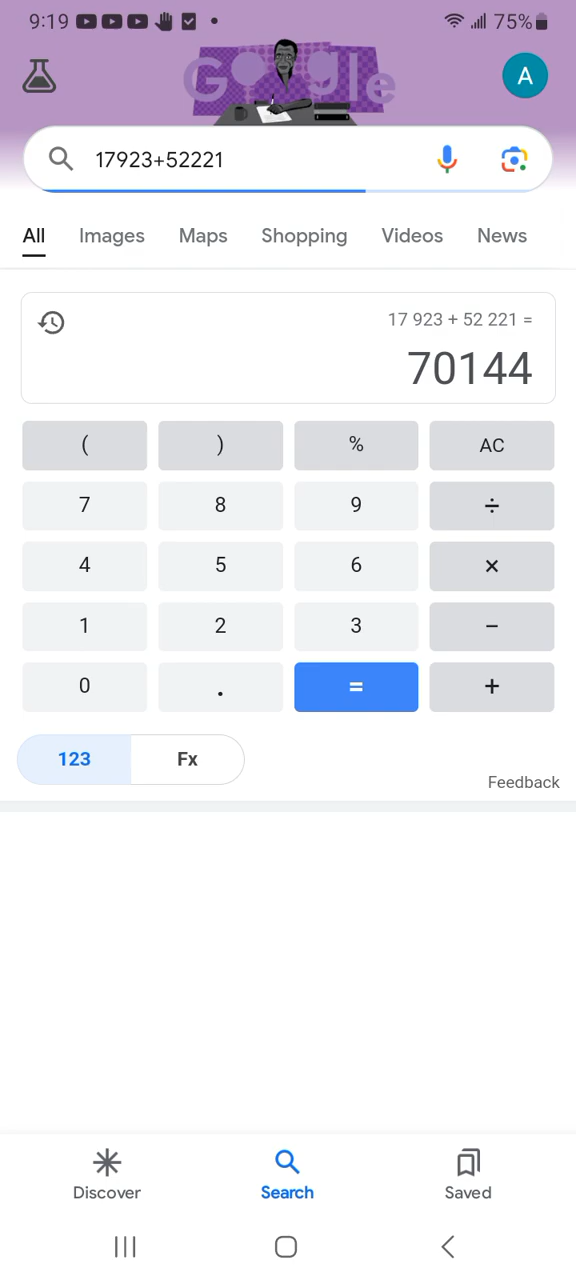 9:19 75%
Google
A
17923+52221
All Images Maps Shopping Videos News
17 923 + 52 221 =
70144
( ) % AC
7 8 9 ÷
4 5 6 ×
1 2 3 −
0 . = +
123 Fx
Feedback
Discover Search Saved